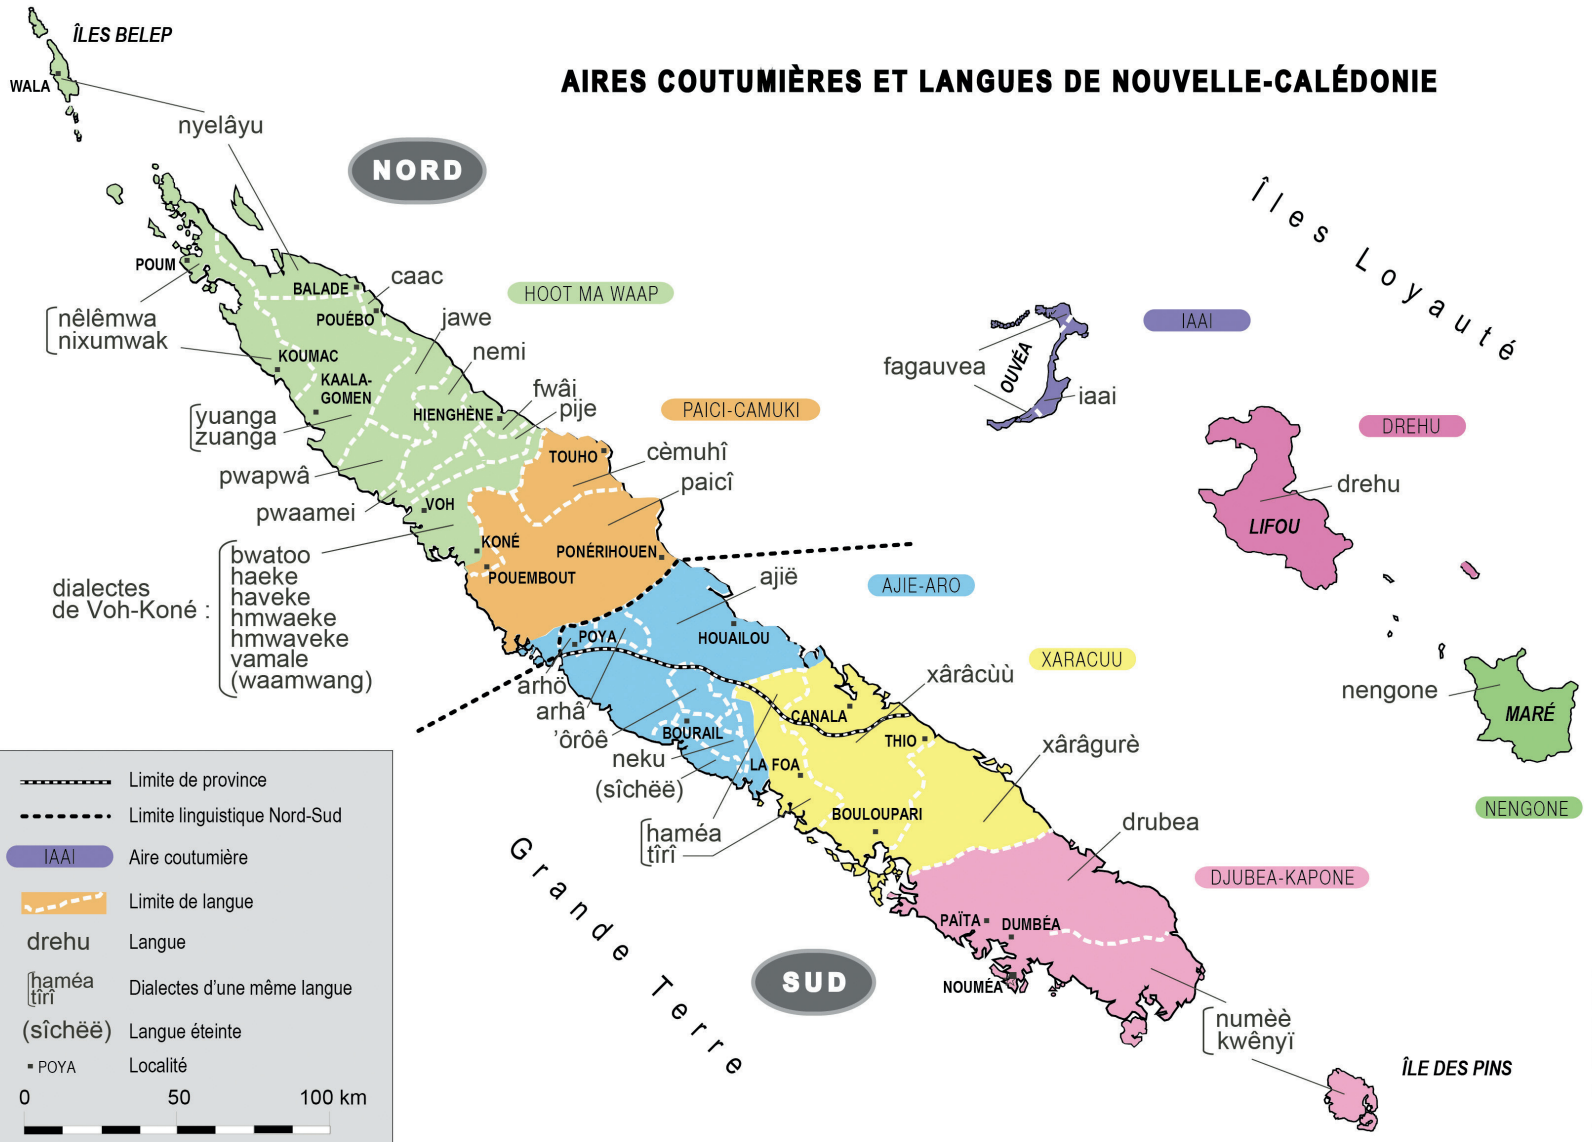 AIRES COUTUMIÈRES ET LANGUES DE NOUVELLE-CALÉDONIE
ÎLES BELEP
WALA
nyelâyu
NORD
POUM
BALADE
caac
POUÉBO
HOOT MA WAAP
jawe
nêlêmwa
nixumwak
KOUMAC
nemi
KAALA-
GOMEN
fwâi
pije
HIENGHÈNE
yuanga
zuanga
PAICI-CAMUKI
TOUHO
cèmuhî
paicî
pwapwâ
pwaamei
VOH
KONÉ
PONÉRIHOUEN
POUEMBOUT
dialectes
de Voh-Koné :
bwatoo
haeke
haveke
hmwaeke
hmwaveke
vamale
(waamwang)
Îles Loyauté
IAAI
OUVÉA
fagauvea
iaai
DREHU
drehu
LIFOU
nengone
MARÉ
NENGONE
ajië
AJIE-ARO
POYA
HOUAILOU
arhö
arhâ
'ôrôê
BOURAIL
neku
(sîchëë)
XARACUU
xârâcùù
CANALA
THIO
LA FOA
xârâgurè
haméa
tîrî
BOULOUPARI
drubea
DJUBEA-KAPONE
PAÏTA
DUMBÉA
NOUMÉA
SUD
numèè
kwênyï
ÎLE DES PINS
Grande Terre
Limite de province
Limite linguistique Nord-Sud
IAAI Aire coutumière
Limite de langue
drehu Langue
haméa
tîrî
Dialectes d'une même langue
(sîchëë) Langue éteinte
POYA Localité
0 50 100 km